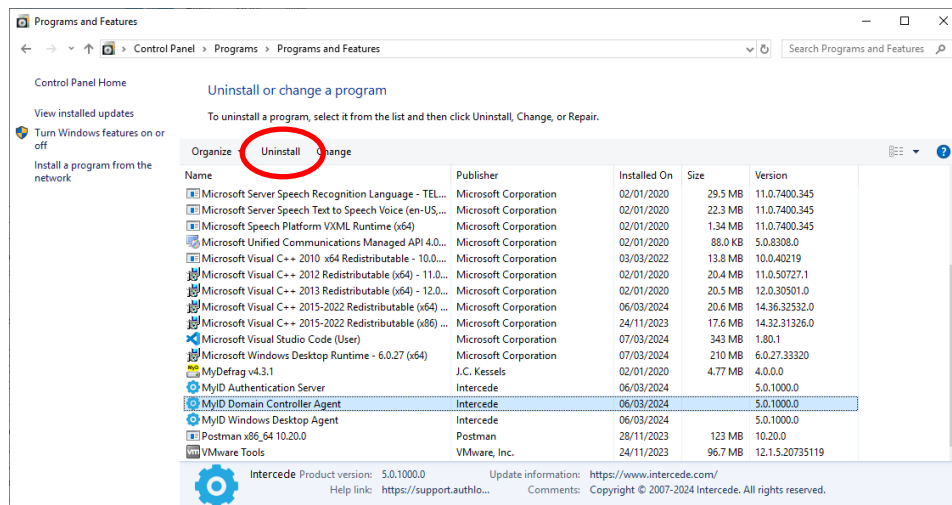 Programs and Features
Control Panel > Programs > Programs and Features
Search Programs and Features
Control Panel Home
View installed updates
Turn Windows features on or
off
Install a program from the
network
Uninstall or change a program
To uninstall a program, select it from the list and then click Uninstall, Change, or Repair.
Organize Uninstall Change
Name Publisher Installed On Size Version
Microsoft Server Speech Recognition Language - TEL... Microsoft Corporation 02/01/2020 29.5 MB 11.0.7400.345
Microsoft Server Speech Text to Speech Voice (en-US,... Microsoft Corporation 02/01/2020 22.3 MB 11.0.7400.345
Microsoft Speech Platform VXML Runtime (x64) Microsoft Corporation 02/01/2020 1.34 MB 11.0.7400.345
Microsoft Unified Communications Managed API 4.0... Microsoft Corporation 02/01/2020 88.0 KB 5.0.8308.0
Microsoft Visual C++ 2010 x64 Redistributable - 10.0.... Microsoft Corporation 03/03/2022 13.8 MB 10.0.40219
Microsoft Visual C++ 2012 Redistributable (x64) - 11.0... Microsoft Corporation 02/01/2020 20.4 MB 11.0.50727.1
Microsoft Visual C++ 2013 Redistributable (x64) - 12.0... Microsoft Corporation 02/01/2020 20.5 MB 12.0.30501.0
Microsoft Visual C++ 2015-2022 Redistributable (x64) ... Microsoft Corporation 06/03/2024 20.6 MB 14.36.32532.0
Microsoft Visual C++ 2015-2022 Redistributable (x86) ... Microsoft Corporation 24/11/2023 17.6 MB 14.32.31326.0
Microsoft Visual Studio Code (User) Microsoft Corporation 07/03/2024 343 MB 1.80.1
Microsoft Windows Desktop Runtime - 6.0.27 (x64) Microsoft Corporation 07/03/2024 210 MB 6.0.27.33320
MyDefrag v4.3.1 J.C. Kessels 02/01/2020 4.77 MB 4.0.0.0
MyID Authentication Server Intercede 06/03/2024 5.0.1000.0
MyID Domain Controller Agent Intercede 06/03/2024 5.0.1000.0
MyID Windows Desktop Agent Intercede 06/03/2024 5.0.1000.0
Postman x86_64 10.20.0 Postman 28/11/2023 123 MB 10.20.0
VMware Tools VMware, Inc. 24/11/2023 96.7 MB 12.1.5.20735119
Intercede Product version: 5.0.1000.0 Update information: https://www.intercede.com/
Help link: https://support.authlo... Comments: Copyright © 2007-2024 Intercede. All rights reserved.